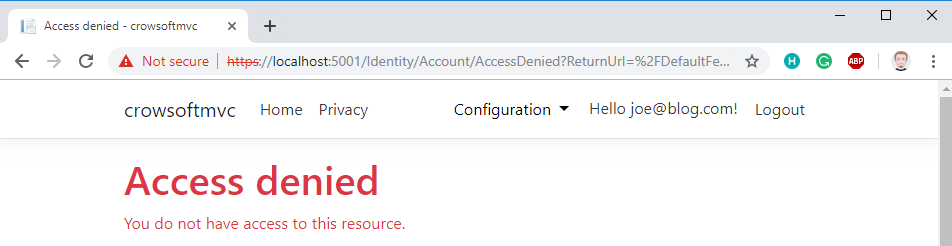 Access denied - crowsoftmvc
Not secure | https://localhost:5001/Identity/Account/AccessDenied?ReturnUrl=%2FDefaultFe...
H G ABP
crowsoftmvc Home Privacy Configuration Hello joe@blog.com! Logout
Access denied
You do not have access to this resource.